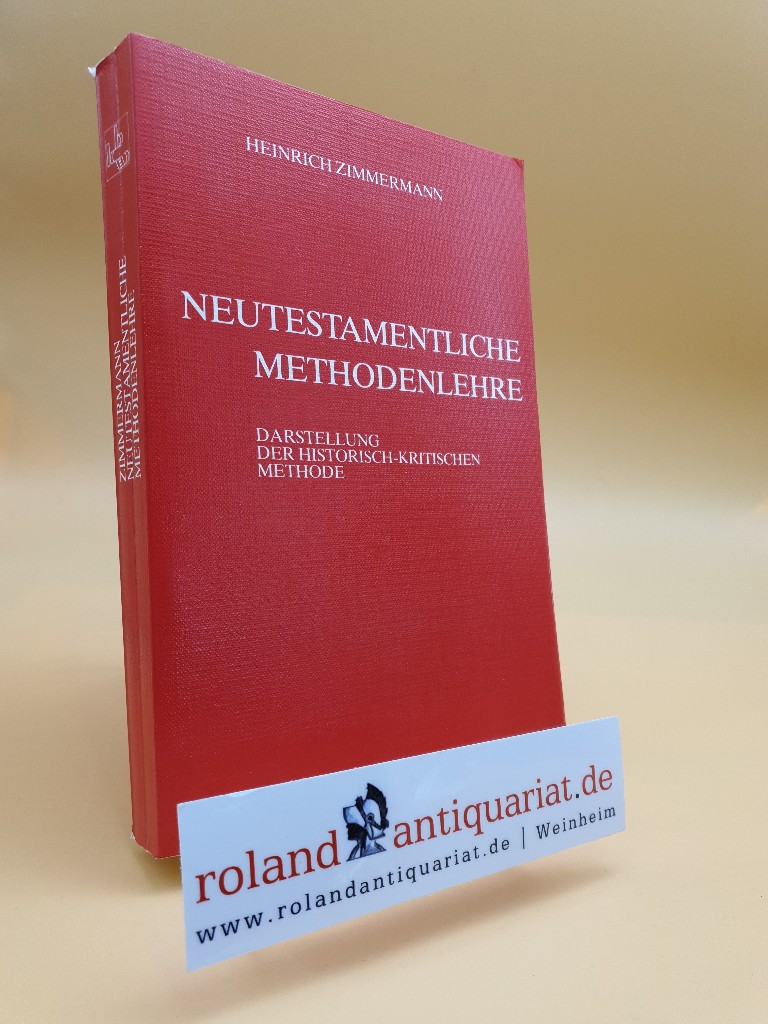 HEINRICH ZIMMERMANN
NEUTESTAMENTLICHE
METHODENLEHRE
DARSTELLUNG
DER HISTORISCH-KRITISCHEN
METHODE
ZIMMERMANN
NEUTESTAMENTLICHE
METHODENLEHRE
roland antiquariat.de
www.rolandantiquariat.de | Weinheim